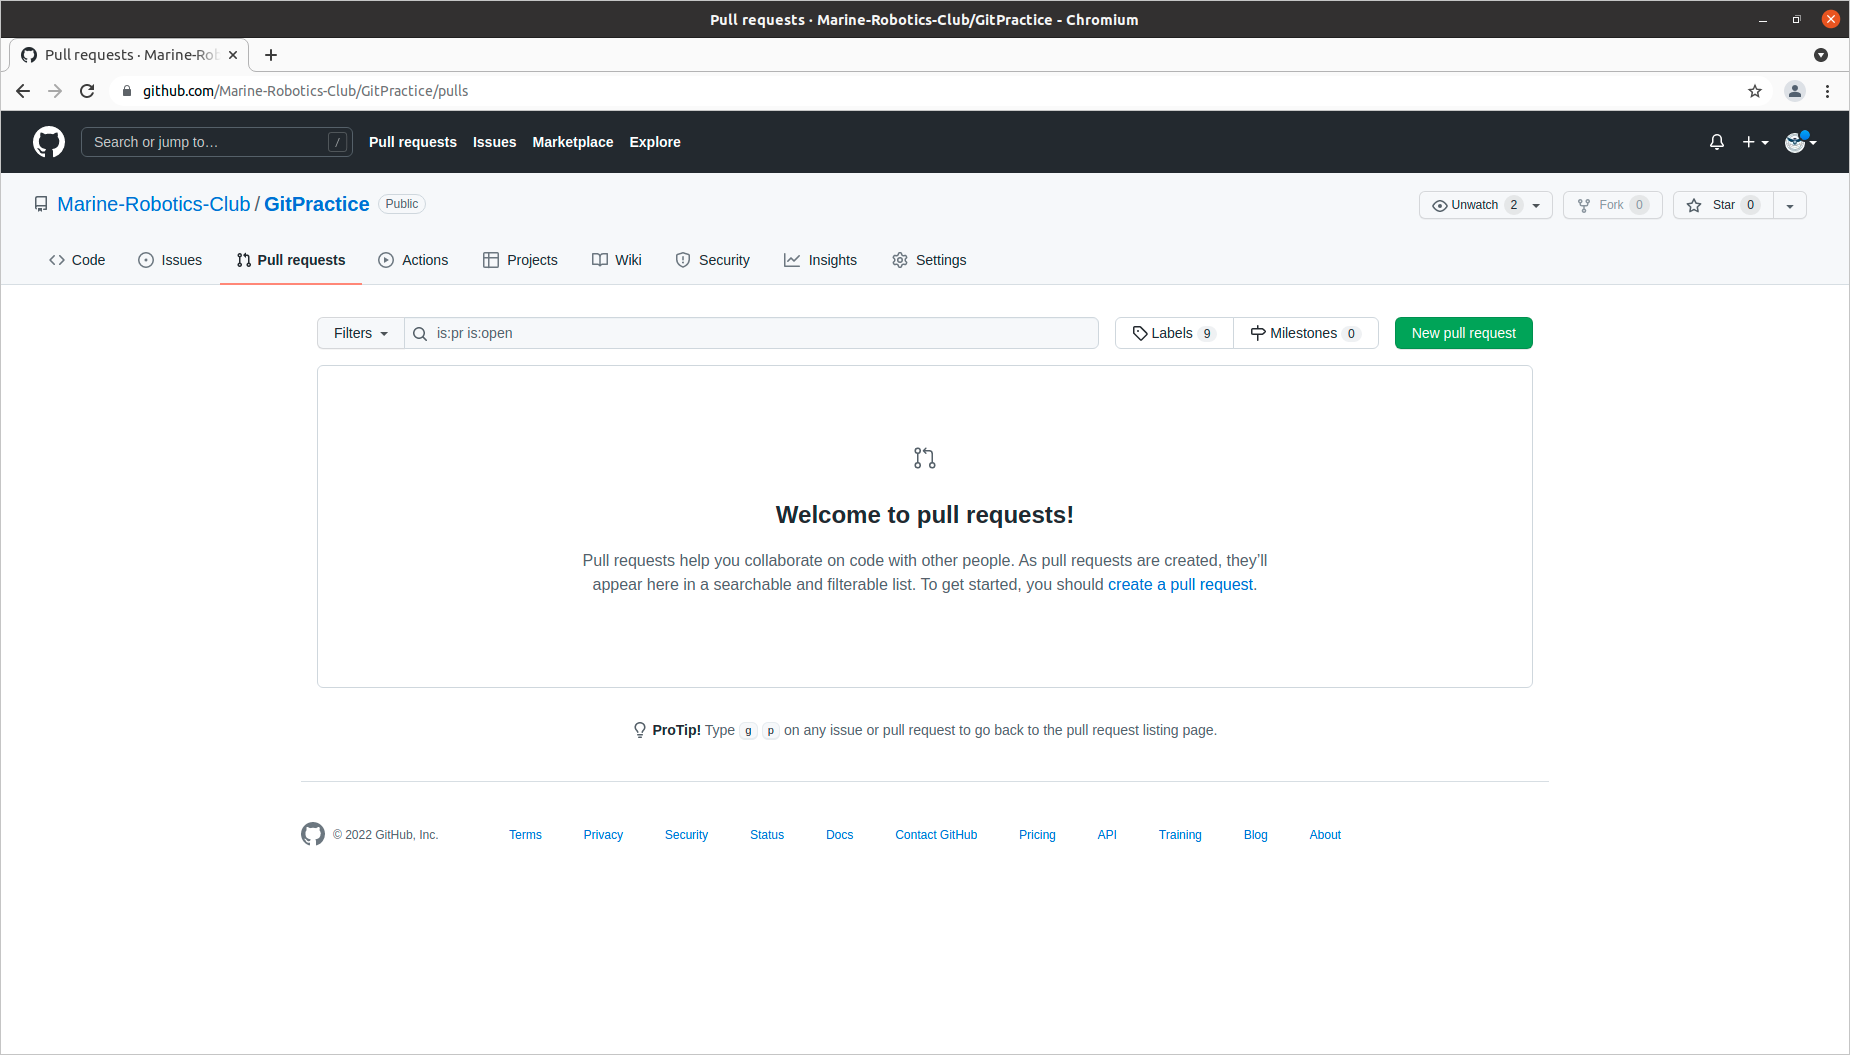 Pull requests · Marine-Robotics-Club/GitPractice - Chromium
Pull requests · Marine-Rob
github.com/Marine-Robotics-Club/GitPractice/pulls
Search or jump to… / Pull requests Issues Marketplace Explore
Marine-Robotics-Club / GitPractice Public Unwatch 2 Fork 0 Star 0
Code Issues Pull requests Actions Projects Wiki Security Insights Settings
Filters is:pr is:open Labels 9 Milestones 0 New pull request
Welcome to pull requests!
Pull requests help you collaborate on code with other people. As pull requests are created, they’ll
appear here in a searchable and filterable list. To get started, you should create a pull request.
ProTip! Type g p on any issue or pull request to go back to the pull request listing page.
© 2022 GitHub, Inc. Terms Privacy Security Status Docs Contact GitHub Pricing API Training Blog About